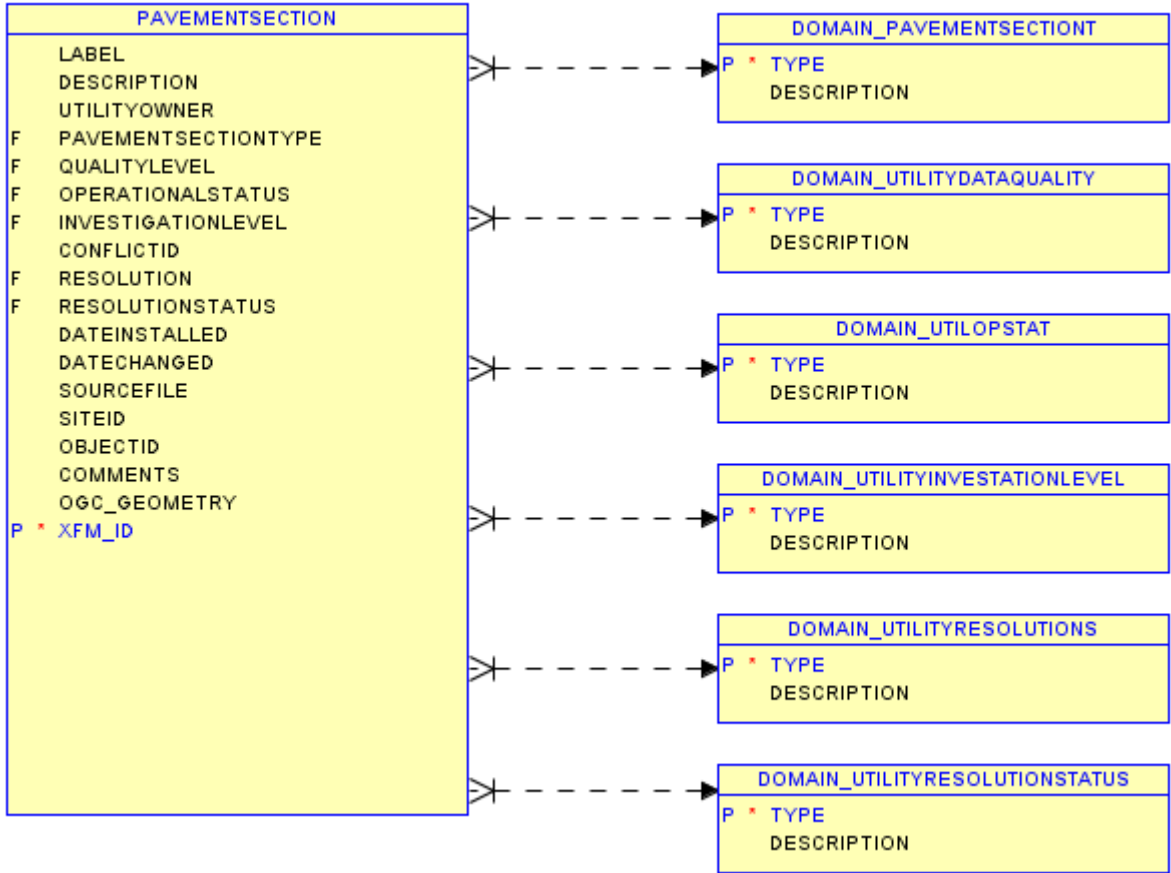 PAVEMENTSECTION
LABEL
DESCRIPTION
UTILITYOWNER
F PAVEMENTSECTIONTYPE
F QUALITYLEVEL
F OPERATIONALSTATUS
F INVESTIGATIONLEVEL
CONFLICTID
F RESOLUTION
F RESOLUTIONSTATUS
DATEINSTALLED
DATECHANGED
SOURCEFILE
SITEID
OBJECTID
COMMENTS
OGC_GEOMETRY
P * XFM_ID
DOMAIN_PAVEMENTSECTIONT
P * TYPE
DESCRIPTION
DOMAIN_UTILITYDATAQUALITY
P * TYPE
DESCRIPTION
DOMAIN_UTILOPSTAT
P * TYPE
DESCRIPTION
DOMAIN_UTILITYINVESTATIONLEVEL
P * TYPE
DESCRIPTION
DOMAIN_UTILITYRESOLUTIONS
P * TYPE
DESCRIPTION
DOMAIN_UTILITYRESOLUTIONSTATUS
P * TYPE
DESCRIPTION